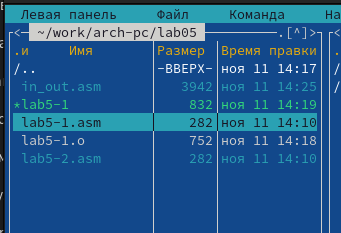 Левая панель Файл Команда На
~/work/arch-pc/lab05 .[^]>
.и Имя Размер Время правки
/.. -ВВЕРХ- ноя 11 14:17
in_out.asm 3942 ноя 11 14:25
*lab5-1 832 ноя 11 14:19
lab5-1.asm 282 ноя 11 14:10
lab5-1.o 752 ноя 11 14:18
lab5-2.asm 282 ноя 11 14:10